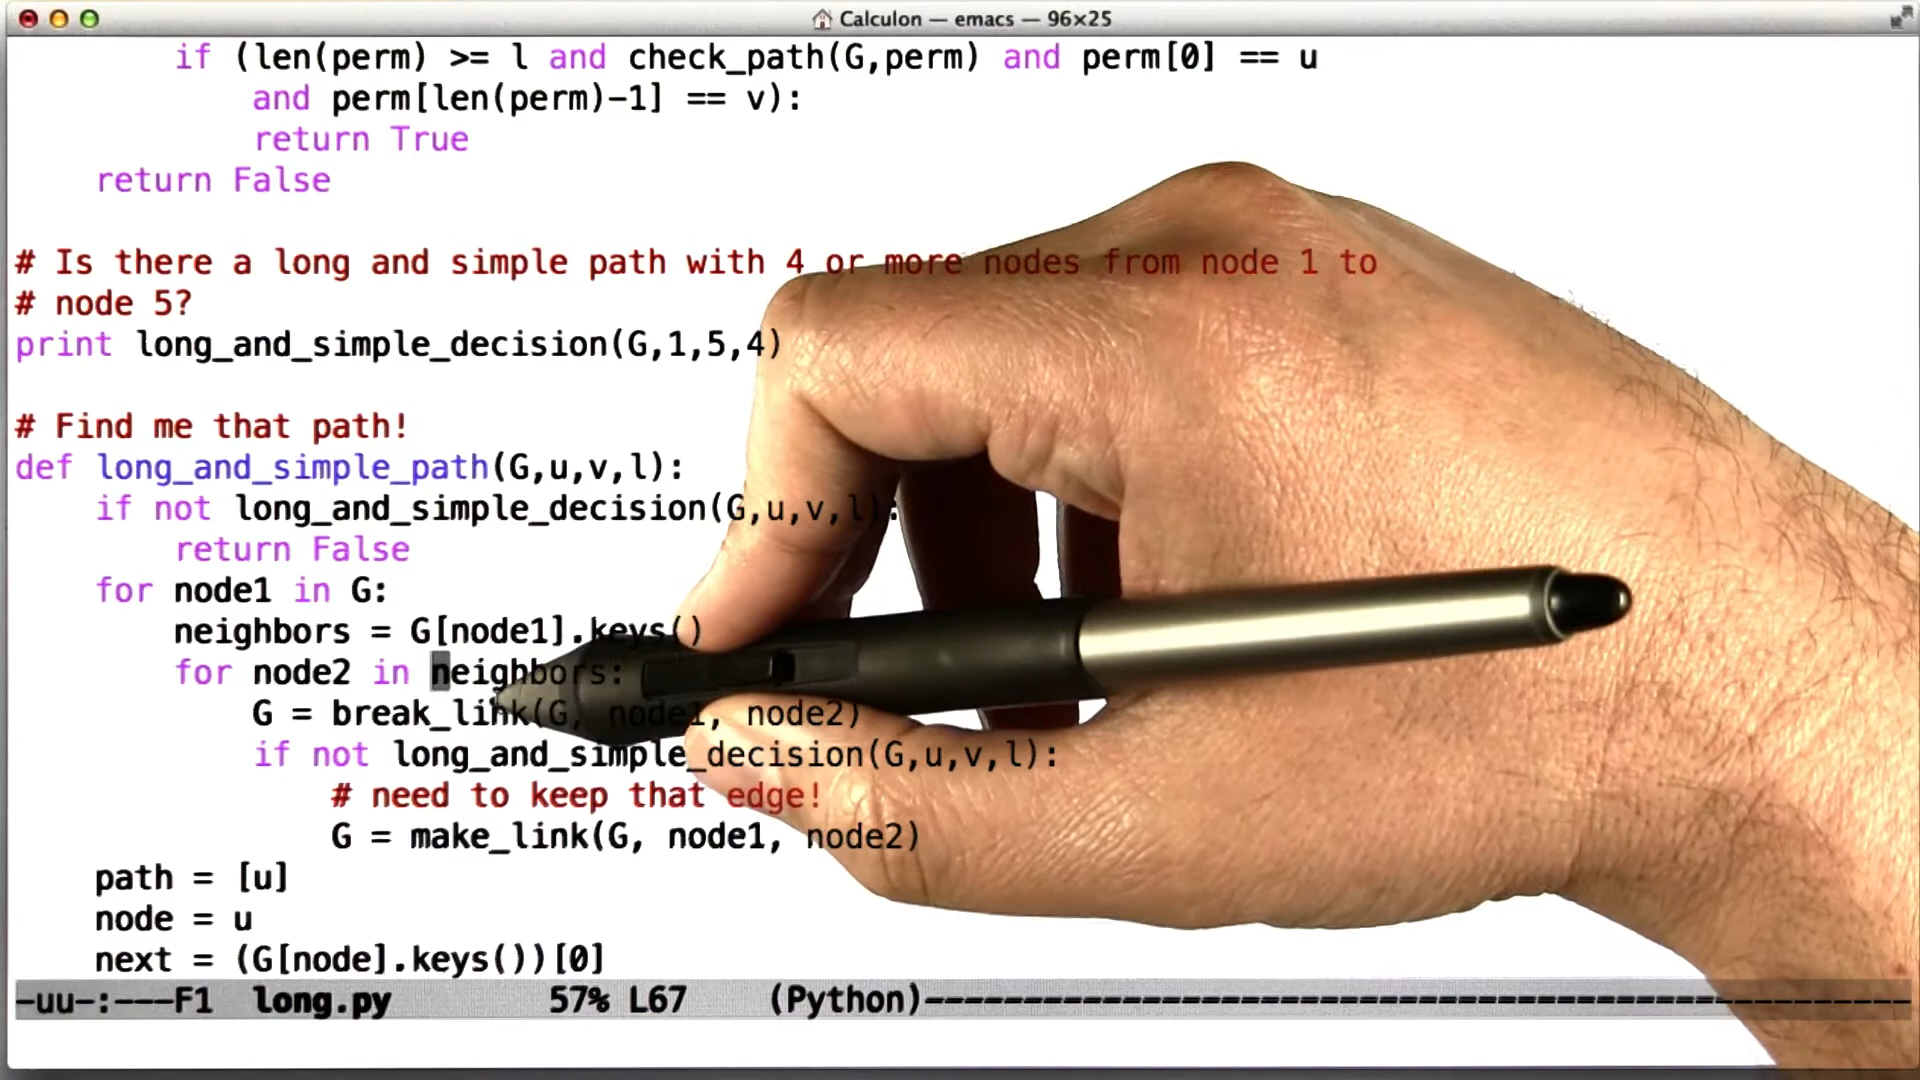 Calculon — emacs — 96×25
if (len(perm) >= l and check_path(G,perm) and perm[0] == u
and perm[len(perm)-1] == v):
return True
return False
# Is there a long and simple path with 4 or more nodes from node 1 to
# node 5?
print long_and_simple_decision(G,1,5,4)
# Find me that path!
def long_and_simple_path(G,u,v,l):
if not long_and_simple_decision(G,u,v,l):
return False
for node1 in G:
neighbors = G[node1].keys()
for node2 in neighbors:
G = break_link(G, node1, node2)
if not long_and_simple_decision(G,u,v,l):
# need to keep that edge!
G = make_link(G, node1, node2)
path = [u]
node = u
next = (G[node].keys())[0]
-uu-:---F1 long.py 57% L67 (Python)--------------------------------------------------